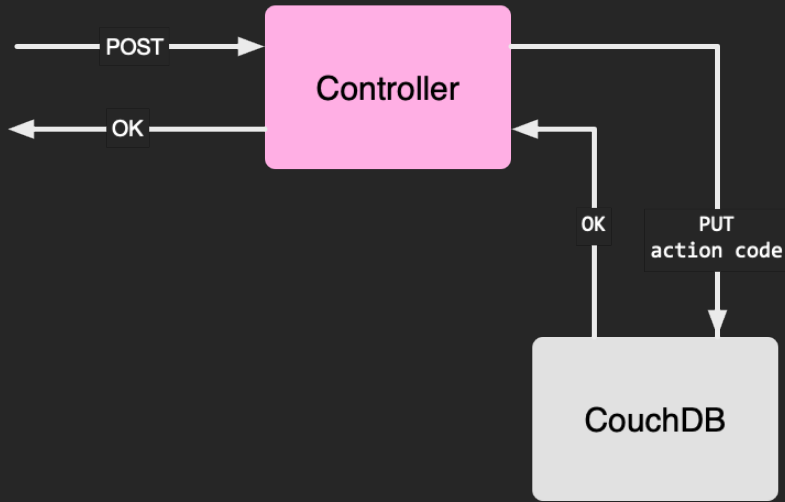 POST
Controller
OK
OK
PUT
action code
CouchDB